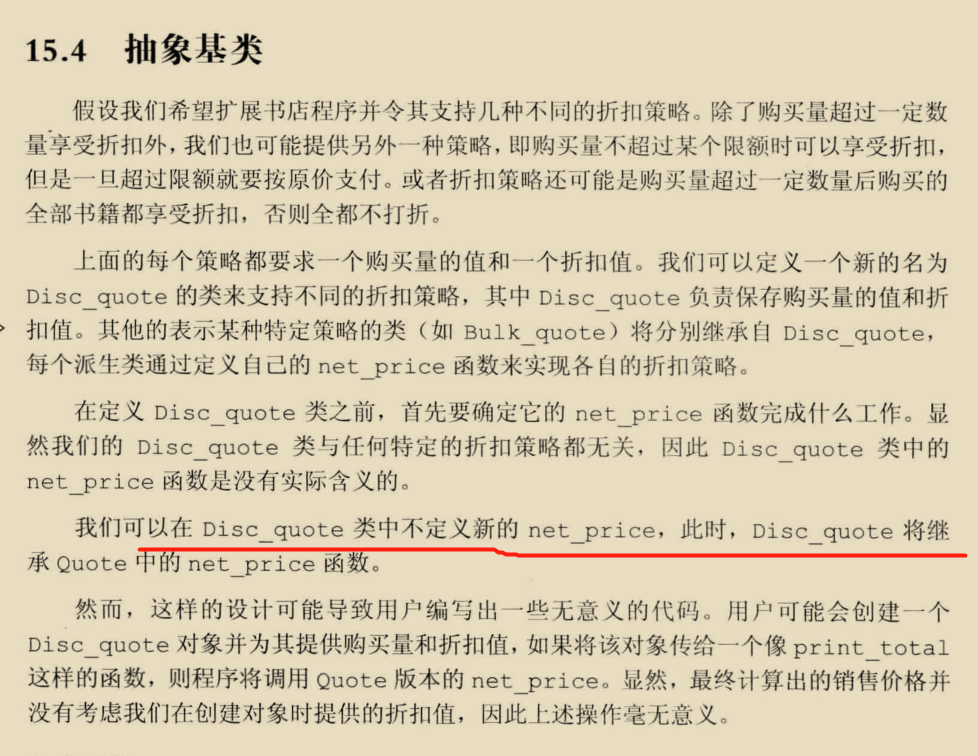 15.4 抽象基类
假设我们希望扩展书店程序并令其支持几种不同的折扣策略。除了购买量超过一定数
量享受折扣外，我们也可能提供另外一种策略，即购买量不超过某个限额时可以享受折扣，
但是一旦超过限额就要按原价支付。或者折扣策略还可能是购买量超过一定数量后购买的
全部书籍都享受折扣，否则全都不打折。
上面的每个策略都要求一个购买量的值和一个折扣值。我们可以定义一个新的名为
Disc_quote 的类来支持不同的折扣策略，其中 Disc_quote 负责保存购买量的值和折
扣值。其他的表示某种特定策略的类（如 Bulk_quote）将分别继承自 Disc_quote，
每个派生类通过定义自己的 net_price 函数来实现各自的折扣策略。
在定义 Disc_quote 类之前，首先要确定它的 net_price 函数完成什么工作。显
然我们的 Disc_quote 类与任何特定的折扣策略都无关，因此 Disc_quote 类中的
net_price 函数是没有实际含义的。
我们可以在 Disc_quote 类中不定义新的 net_price，此时，Disc_quote 将继
承 Quote 中的 net_price 函数。
然而，这样的设计可能导致用户编写出一些无意义的代码。用户可能会创建一个
Disc_quote 对象并为其提供购买量和折扣值，如果将该对象传给一个像 print_total
这样的函数，则程序将调用 Quote 版本的 net_price。显然，最终计算出的销售价格并
没有考虑我们在创建对象时提供的折扣值，因此上述操作毫无意义。